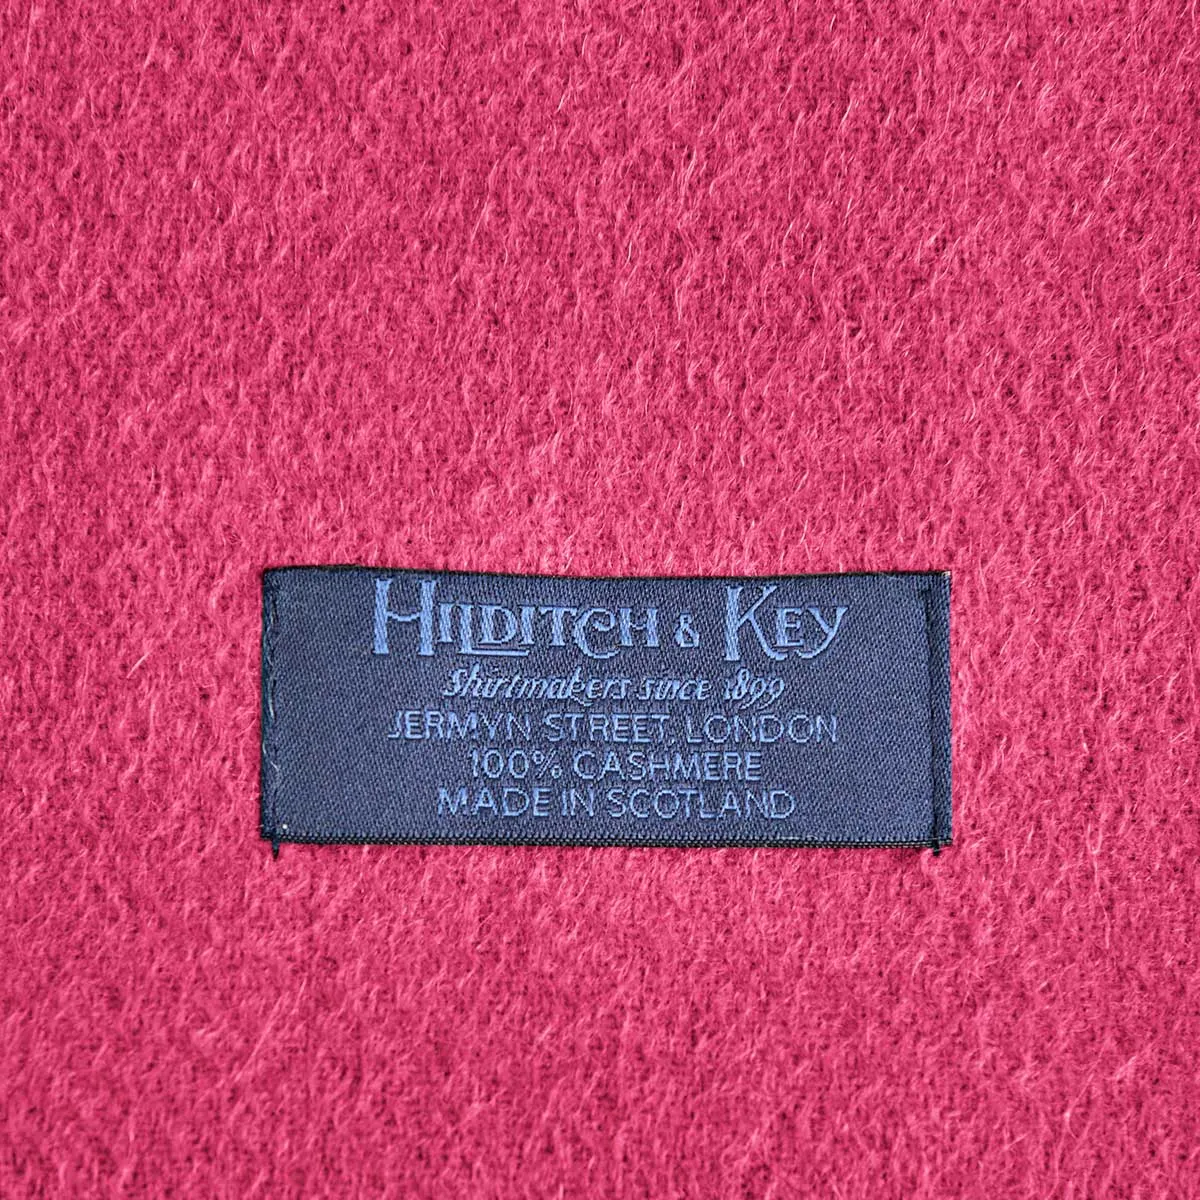 HILDITCH & KEY
shirtmakers since 1899
JERMYN STREET, LONDON
100% CASHMERE
MADE IN SCOTLAND